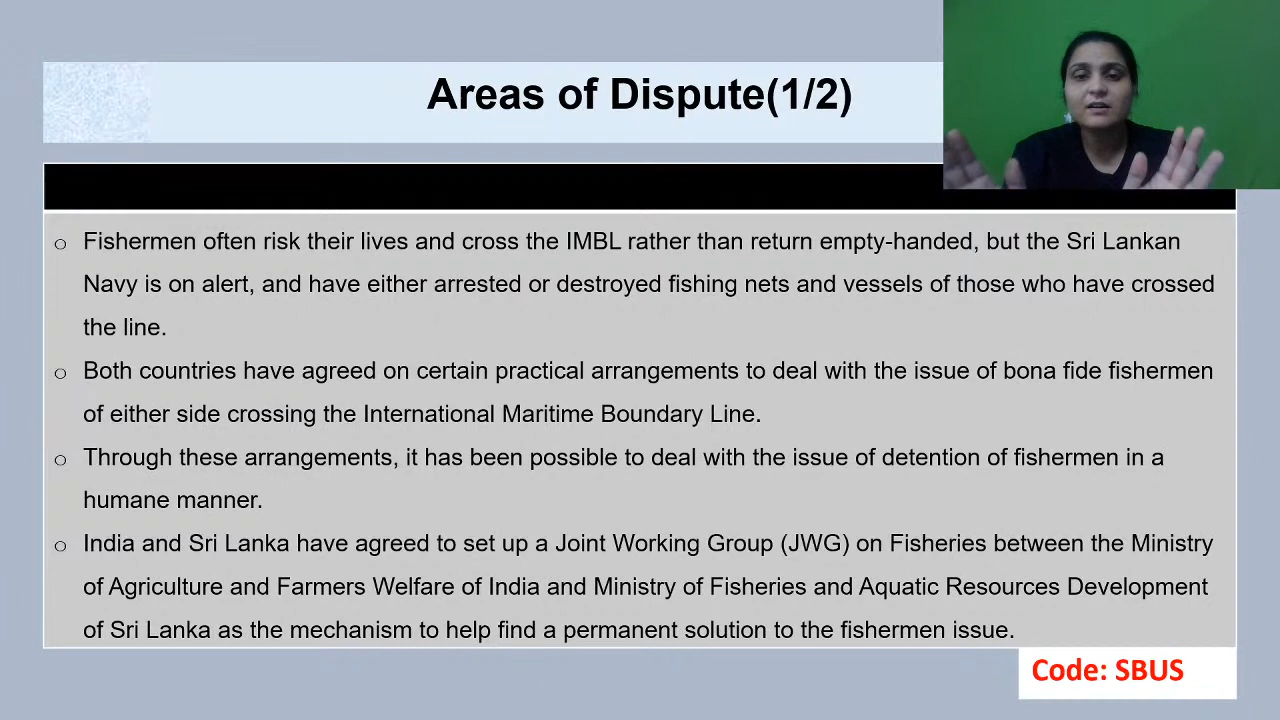 Areas of Dispute(1/2)
o Fishermen often risk their lives and cross the IMBL rather than return empty-handed, but the Sri Lankan
Navy is on alert, and have either arrested or destroyed fishing nets and vessels of those who have crossed
the line.
o Both countries have agreed on certain practical arrangements to deal with the issue of bona fide fishermen
of either side crossing the International Maritime Boundary Line.
o Through these arrangements, it has been possible to deal with the issue of detention of fishermen in a
humane manner.
o India and Sri Lanka have agreed to set up a Joint Working Group (JWG) on Fisheries between the Ministry
of Agriculture and Farmers Welfare of India and Ministry of Fisheries and Aquatic Resources Development
of Sri Lanka as the mechanism to help find a permanent solution to the fishermen issue.
Code: SBUS